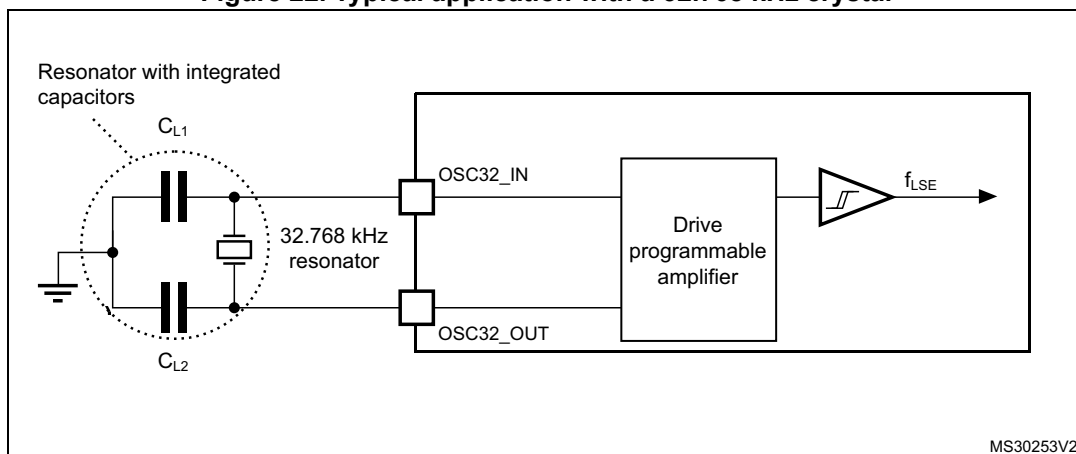 Figure 22. Typical application with a 32.768 kHz crystal
Resonator with integrated
capacitors
CL1
OSC32_IN
fLSE
32.768 kHz
resonator
Drive
programmable
amplifier
OSC32_OUT
CL2
MS30253V2